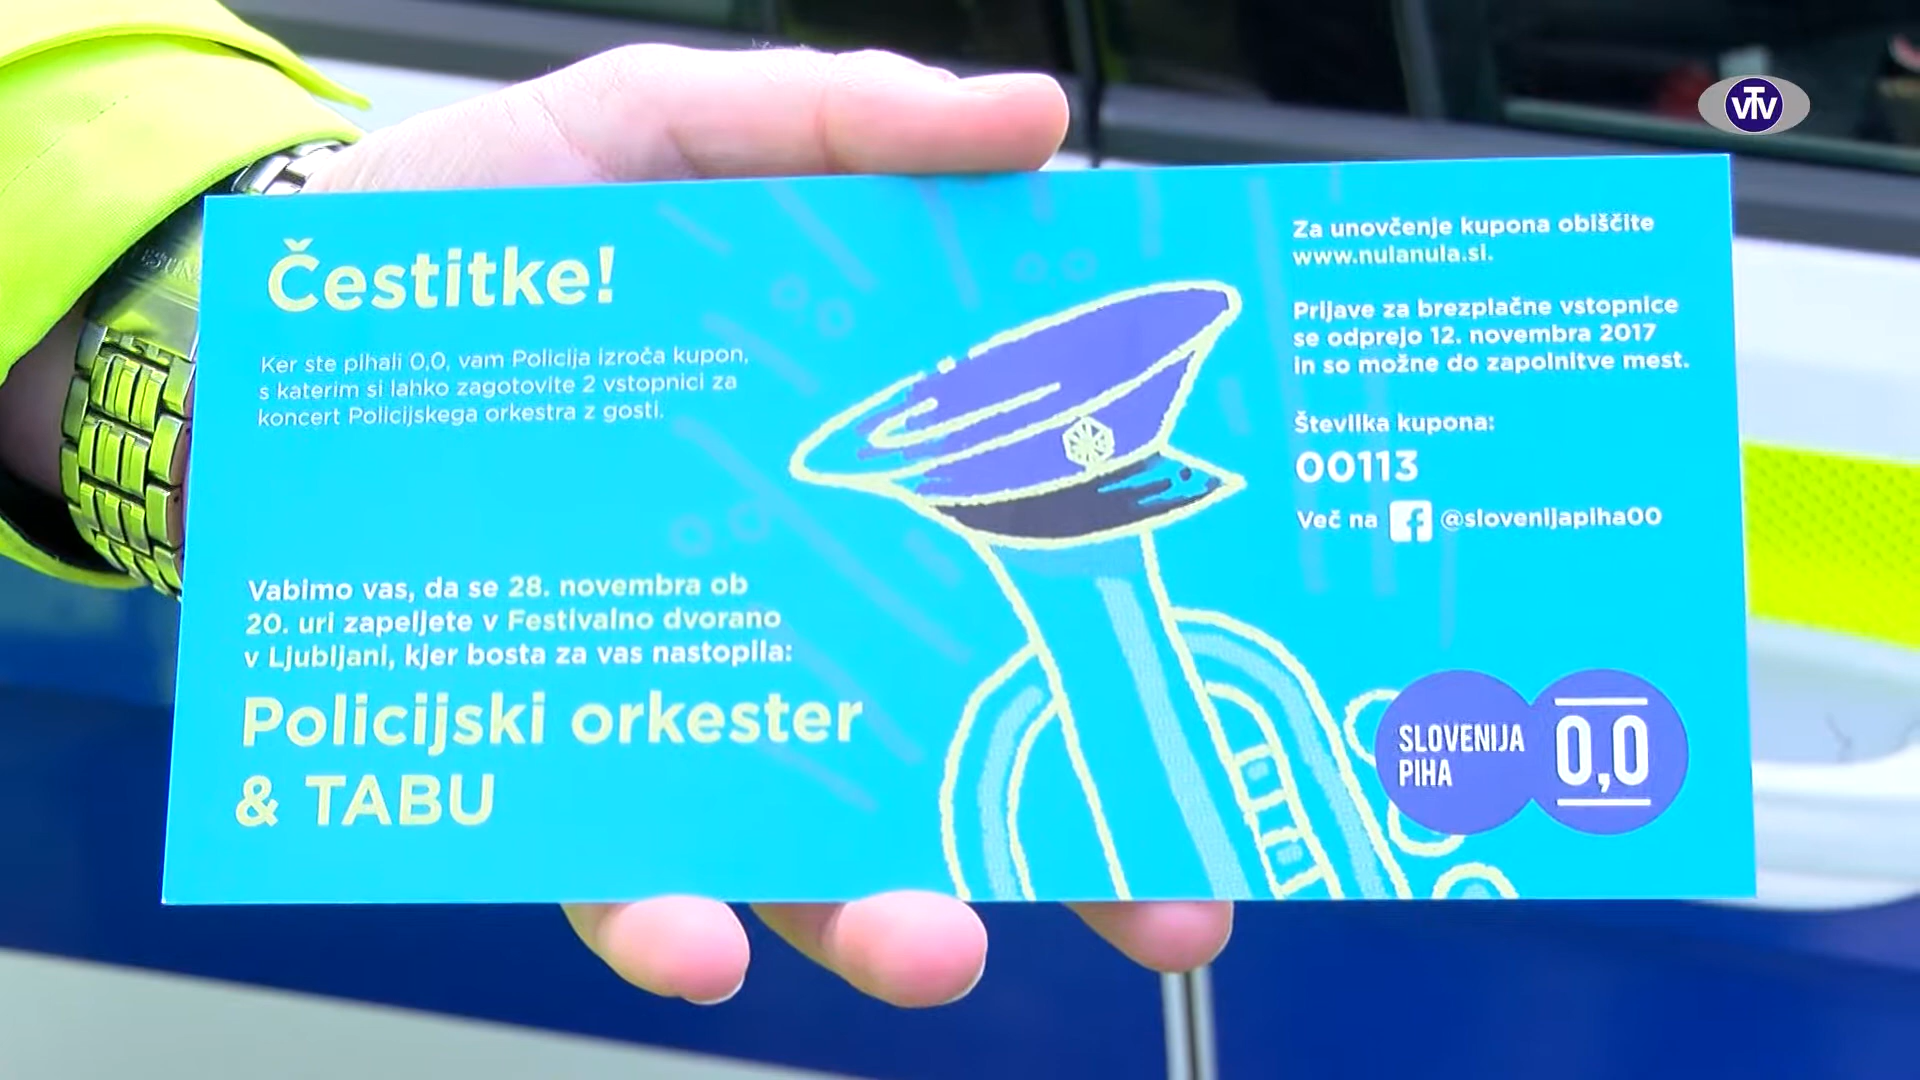 VTV
Čestitke!
Ker ste pihali 0,0, vam Policija izroča kupon,
s katerim si lahko zagotovite 2 vstopnici za
koncert Policijskega orkestra z gosti.
Vabimo vas, da se 28. novembra ob
20. uri zapeljete v Festivalno dvorano
v Ljubljani, kjer bosta za vas nastopila:
Policijski orkester
& TABU
Za unovčenje kupona obiščite
www.nulanula.si.
Prijave za brezplačne vstopnice
se odprejo 12. novembra 2017
in so možne do zapolnitve mest.
Številka kupona:
00113
Več na f @slovenijapiha00
SLOVENIJA
PIHA
0,0